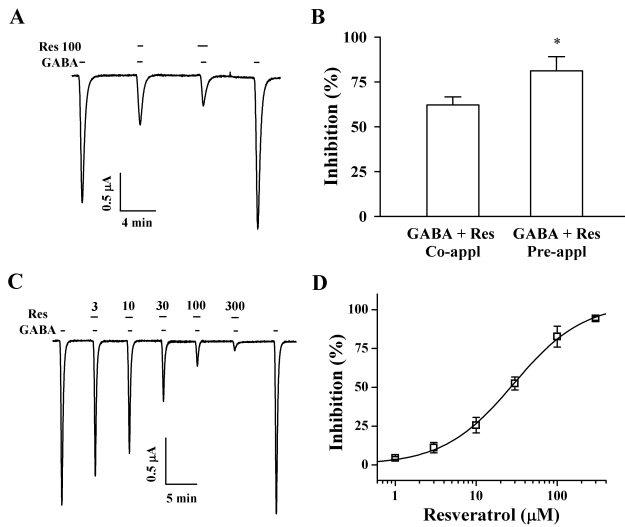 A
Res 100
GABA
0.5 μA
4 min
B
*
Inhibition (%)
100
75
50
25
0
GABA + Res
Co-appl
GABA + Res
Pre-appl
C
Res 3 10 30 100 300
GABA
0.5 μA
5 min
D
Inhibition (%)
100
75
50
25
0
1 10 100
Resveratrol (μM)